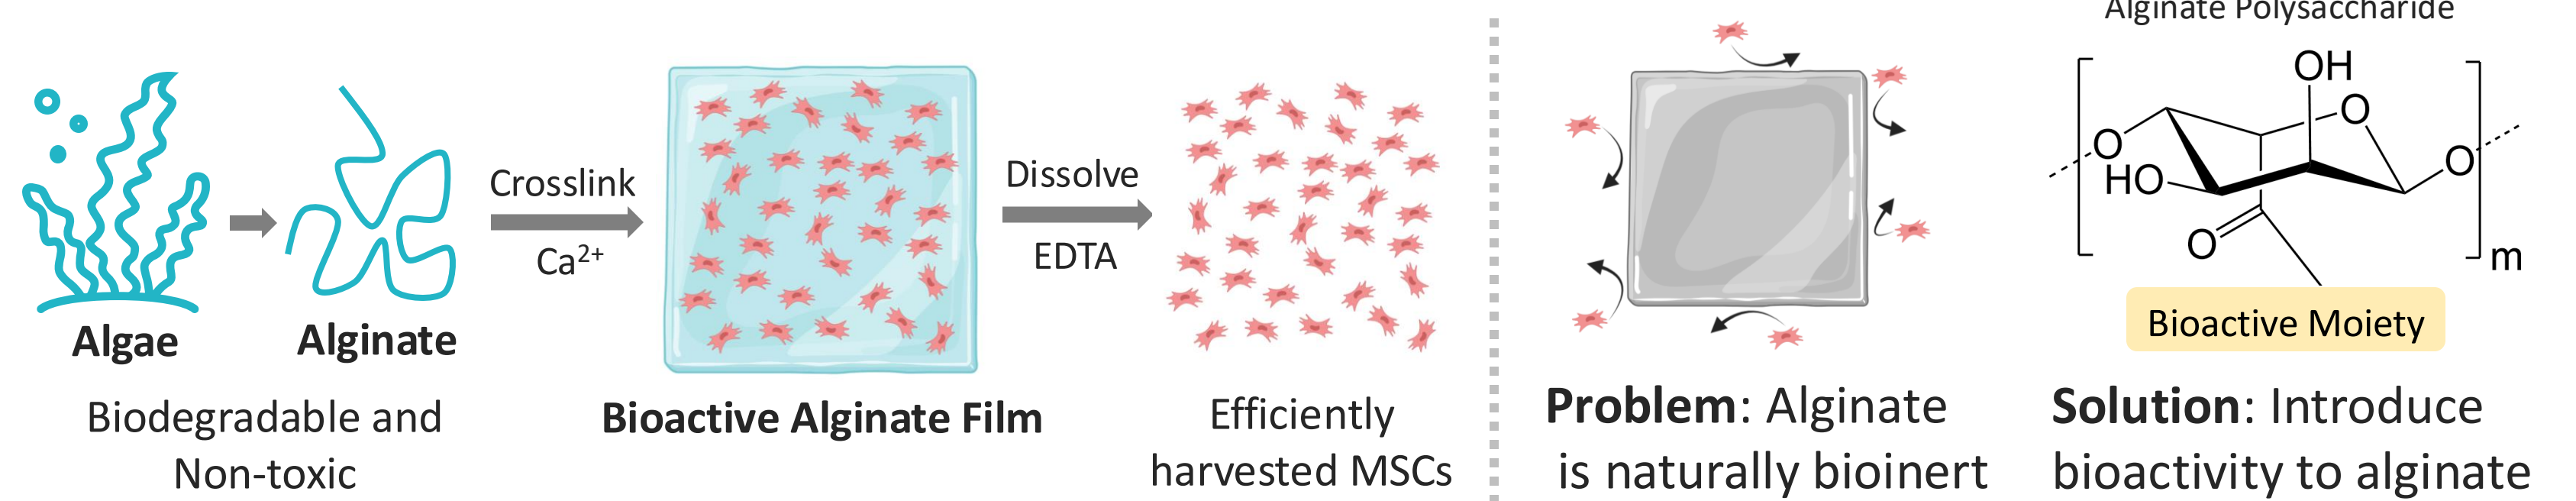 Algae
Alginate
Biodegradable and
Non-toxic
Crosslink
Ca²⁺
Bioactive Alginate Film
Dissolve
EDTA
Efficiently
harvested MSCs
Problem: Alginate
is naturally bioinert
Alginate Polysaccharide
OH
O
O
HO
O
O
m
Bioactive Moiety
Solution: Introduce
bioactivity to alginate